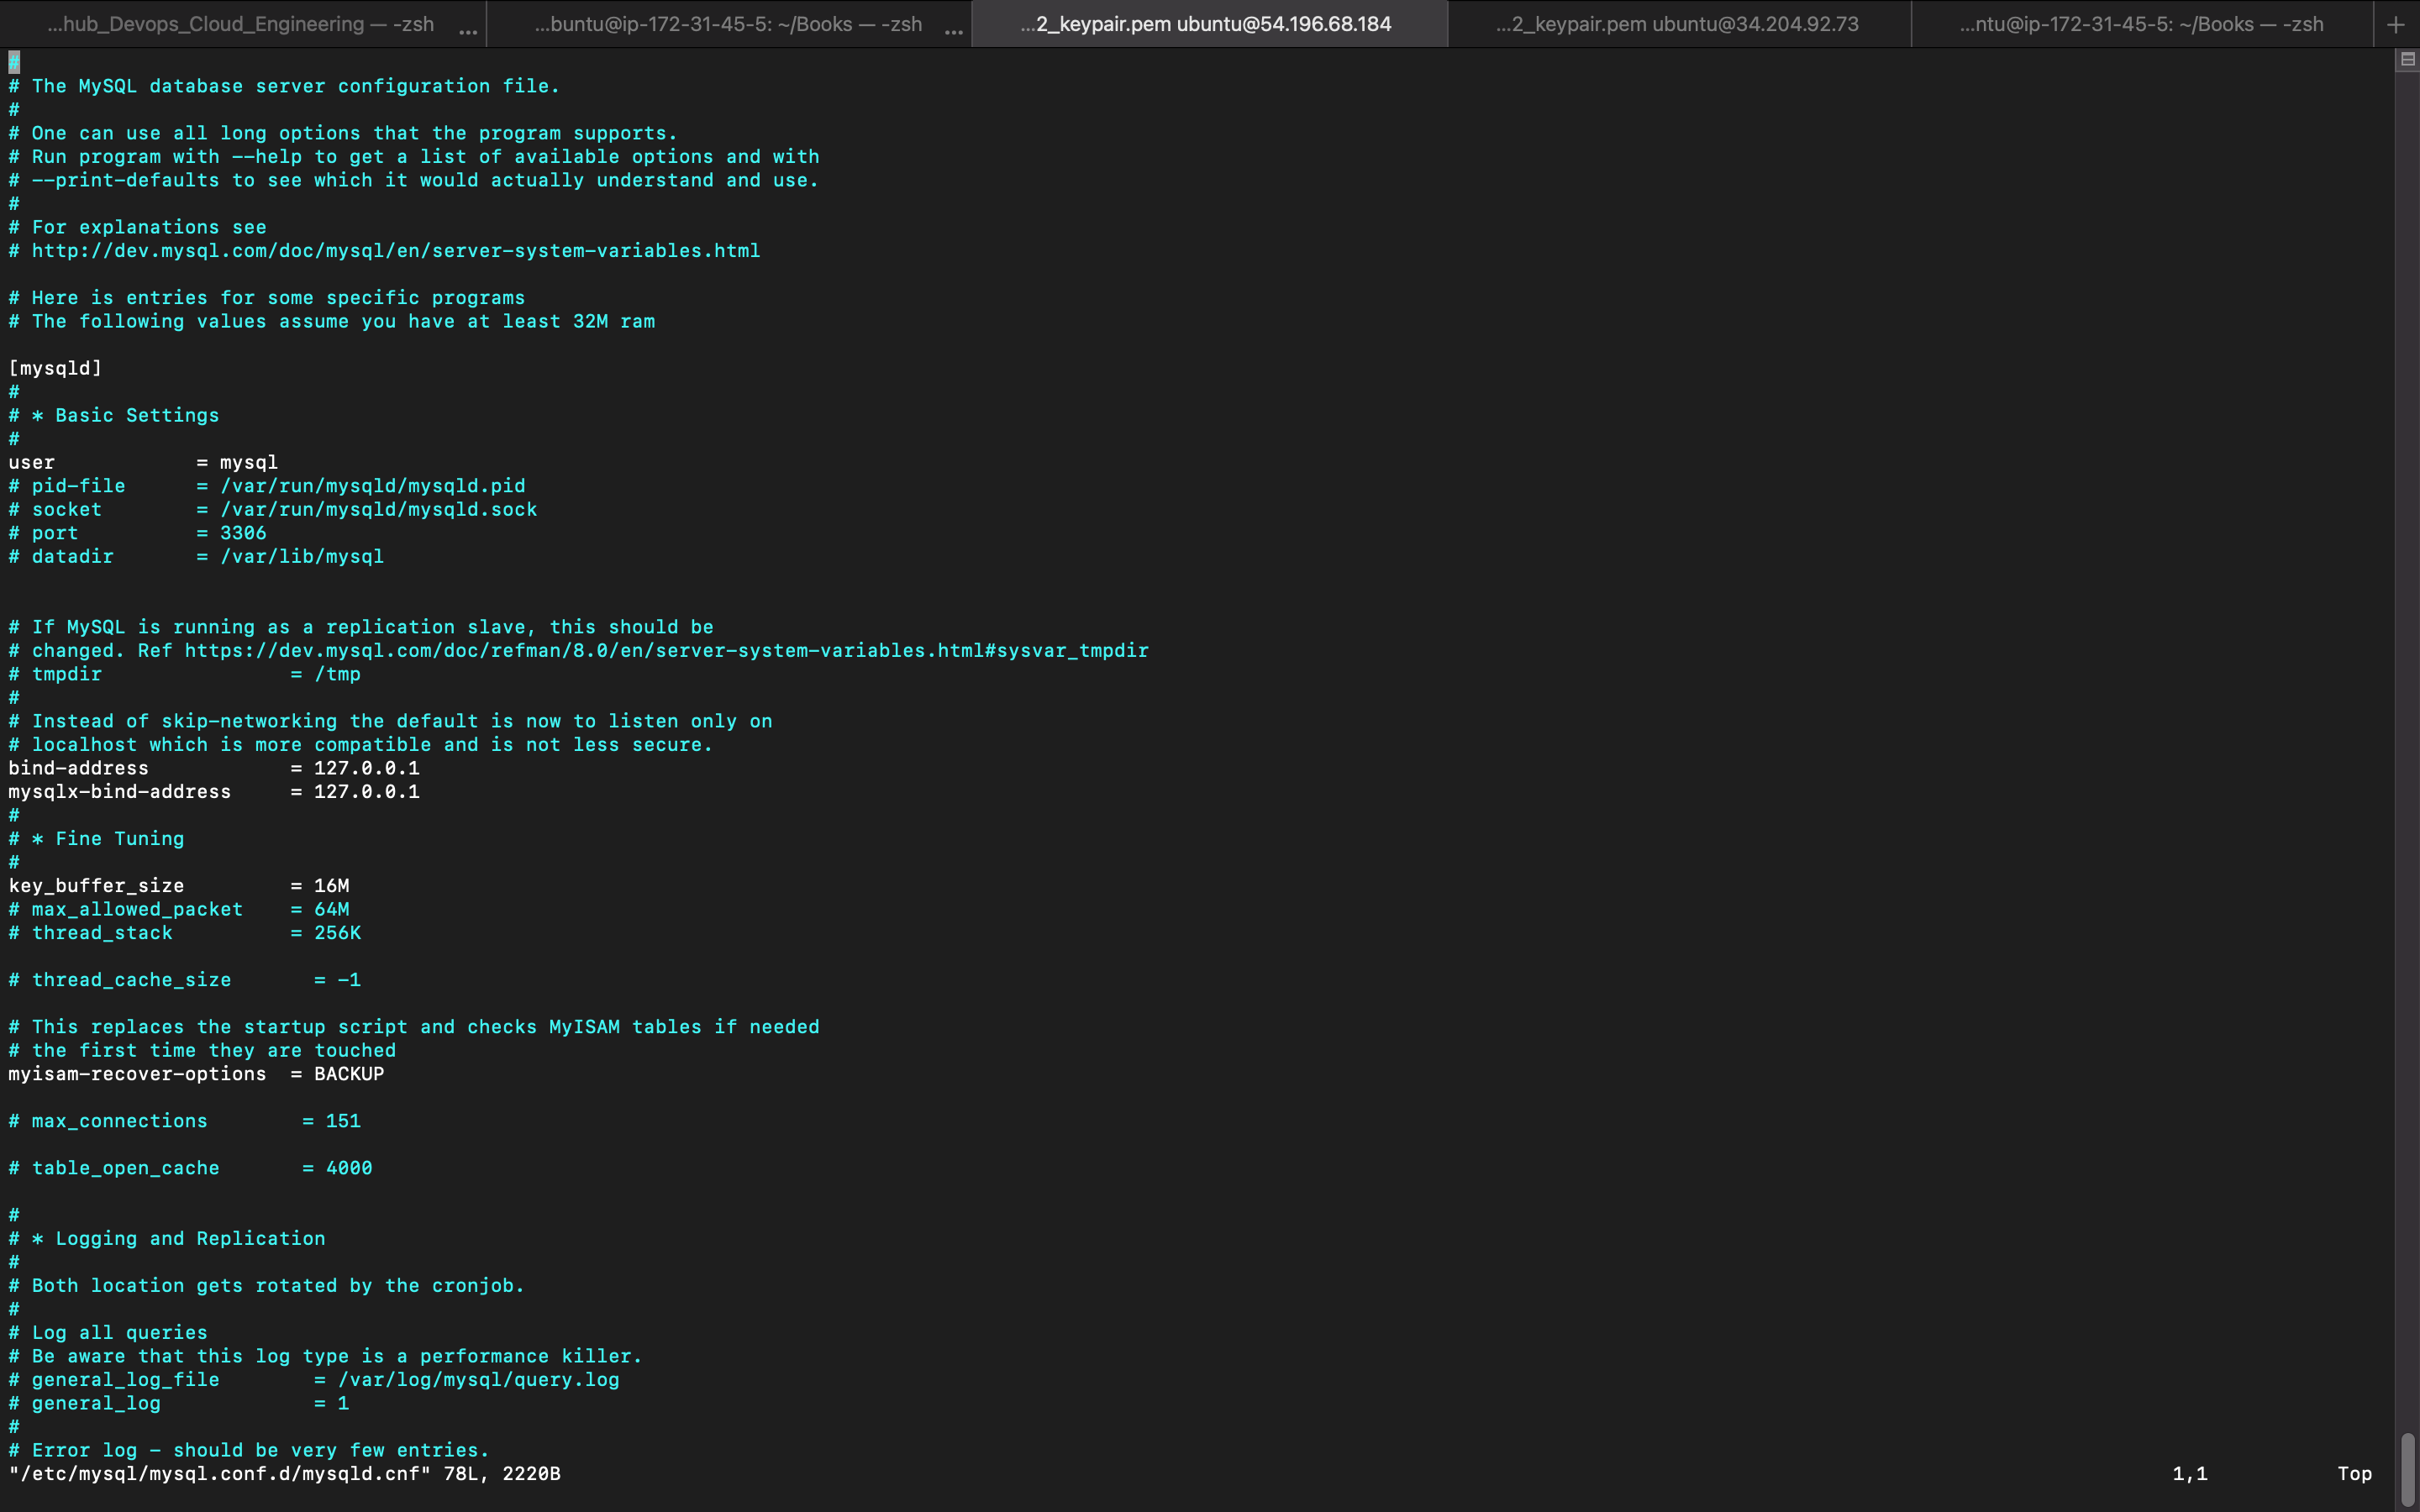 ...hub_Devops_Cloud_Engineering — -zsh ... ...buntu@ip-172-31-45-5: ~/Books — -zsh ... ...2_keypair.pem ubuntu@54.196.68.184 ...2_keypair.pem ubuntu@34.204.92.73 ...ntu@ip-172-31-45-5: ~/Books — -zsh +
#
# The MySQL database server configuration file.
#
# One can use all long options that the program supports.
# Run program with --help to get a list of available options and with
# --print-defaults to see which it would actually understand and use.
#
# For explanations see
# http://dev.mysql.com/doc/mysql/en/server-system-variables.html
# Here is entries for some specific programs
# The following values assume you have at least 32M ram
[mysqld]
#
# * Basic Settings
#
user            = mysql
# pid-file      = /var/run/mysqld/mysqld.pid
# socket        = /var/run/mysqld/mysqld.sock
# port          = 3306
# datadir       = /var/lib/mysql
# If MySQL is running as a replication slave, this should be
# changed. Ref https://dev.mysql.com/doc/refman/8.0/en/server-system-variables.html#sysvar_tmpdir
# tmpdir                = /tmp
#
# Instead of skip-networking the default is now to listen only on
# localhost which is more compatible and is not less secure.
bind-address            = 127.0.0.1
mysqlx-bind-address     = 127.0.0.1
#
# * Fine Tuning
#
key_buffer_size         = 16M
# max_allowed_packet    = 64M
# thread_stack          = 256K
# thread_cache_size       = -1
# This replaces the startup script and checks MyISAM tables if needed
# the first time they are touched
myisam-recover-options  = BACKUP
# max_connections        = 151
# table_open_cache       = 4000
#
# * Logging and Replication
#
# Both location gets rotated by the cronjob.
#
# Log all queries
# Be aware that this log type is a performance killer.
# general_log_file        = /var/log/mysql/query.log
# general_log             = 1
#
# Error log - should be very few entries.
"/etc/mysql/mysql.conf.d/mysqld.cnf" 78L, 2220B 1,1 Top